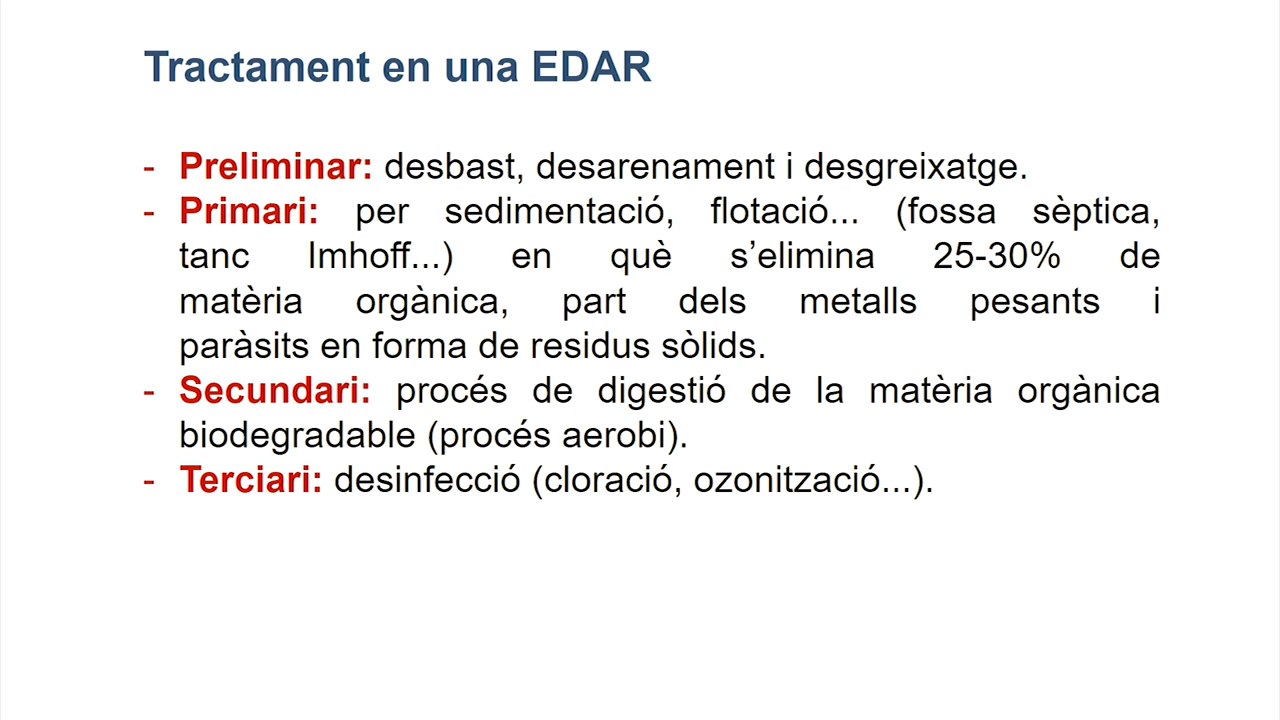 Tractament en una EDAR
- Preliminar: desbast, desarenament i desgreixatge.
- Primari: per sedimentació, flotació... (fossa sèptica,
tanc Imhoff...) en què s’elimina 25-30% de
matèria orgànica, part dels metalls pesants i
paràsits en forma de residus sòlids.
- Secundari: procés de digestió de la matèria orgànica
biodegradable (procés aerobi).
- Terciari: desinfecció (cloració, ozonització...).